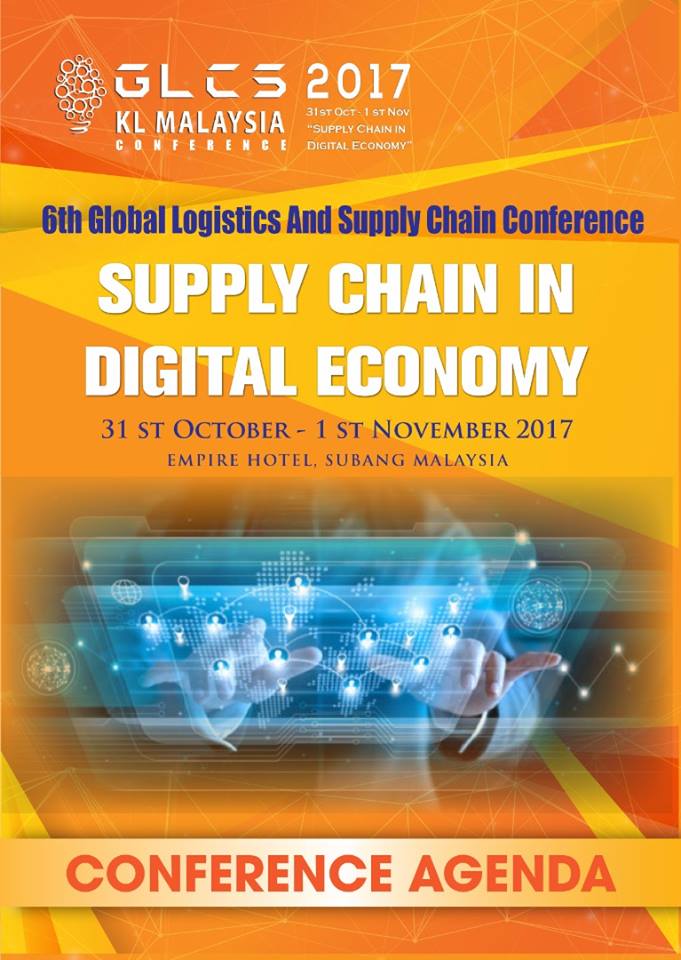 GLCS 2017
KL MALAYSIA
CONFERENCE
31ST OCT - 1 ST NOV
"SUPPLY CHAIN IN
DIGITAL ECONOMY"
6th Global Logistics And Supply Chain Conference
SUPPLY CHAIN IN
DIGITAL ECONOMY
31 ST OCTOBER - 1 ST NOVEMBER 2017
EMPIRE HOTEL, SUBANG MALAYSIA
CONFERENCE AGENDA